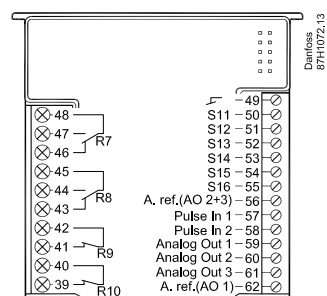 Danfoss
87H1072.13
48
47
R7
46
45
44
R8
43
42
41
R9
40
39
R10
49
S11 - 50
S12 - 51
S13 - 52
S14 - 53
S15 - 54
S16 - 55
A. ref.(AO 2+3) - 56
Pulse In 1 - 57
Pulse In 2 - 58
Analog Out 1 - 59
Analog Out 2 - 60
Analog Out 3 - 61
A. ref.(AO 1) - 62